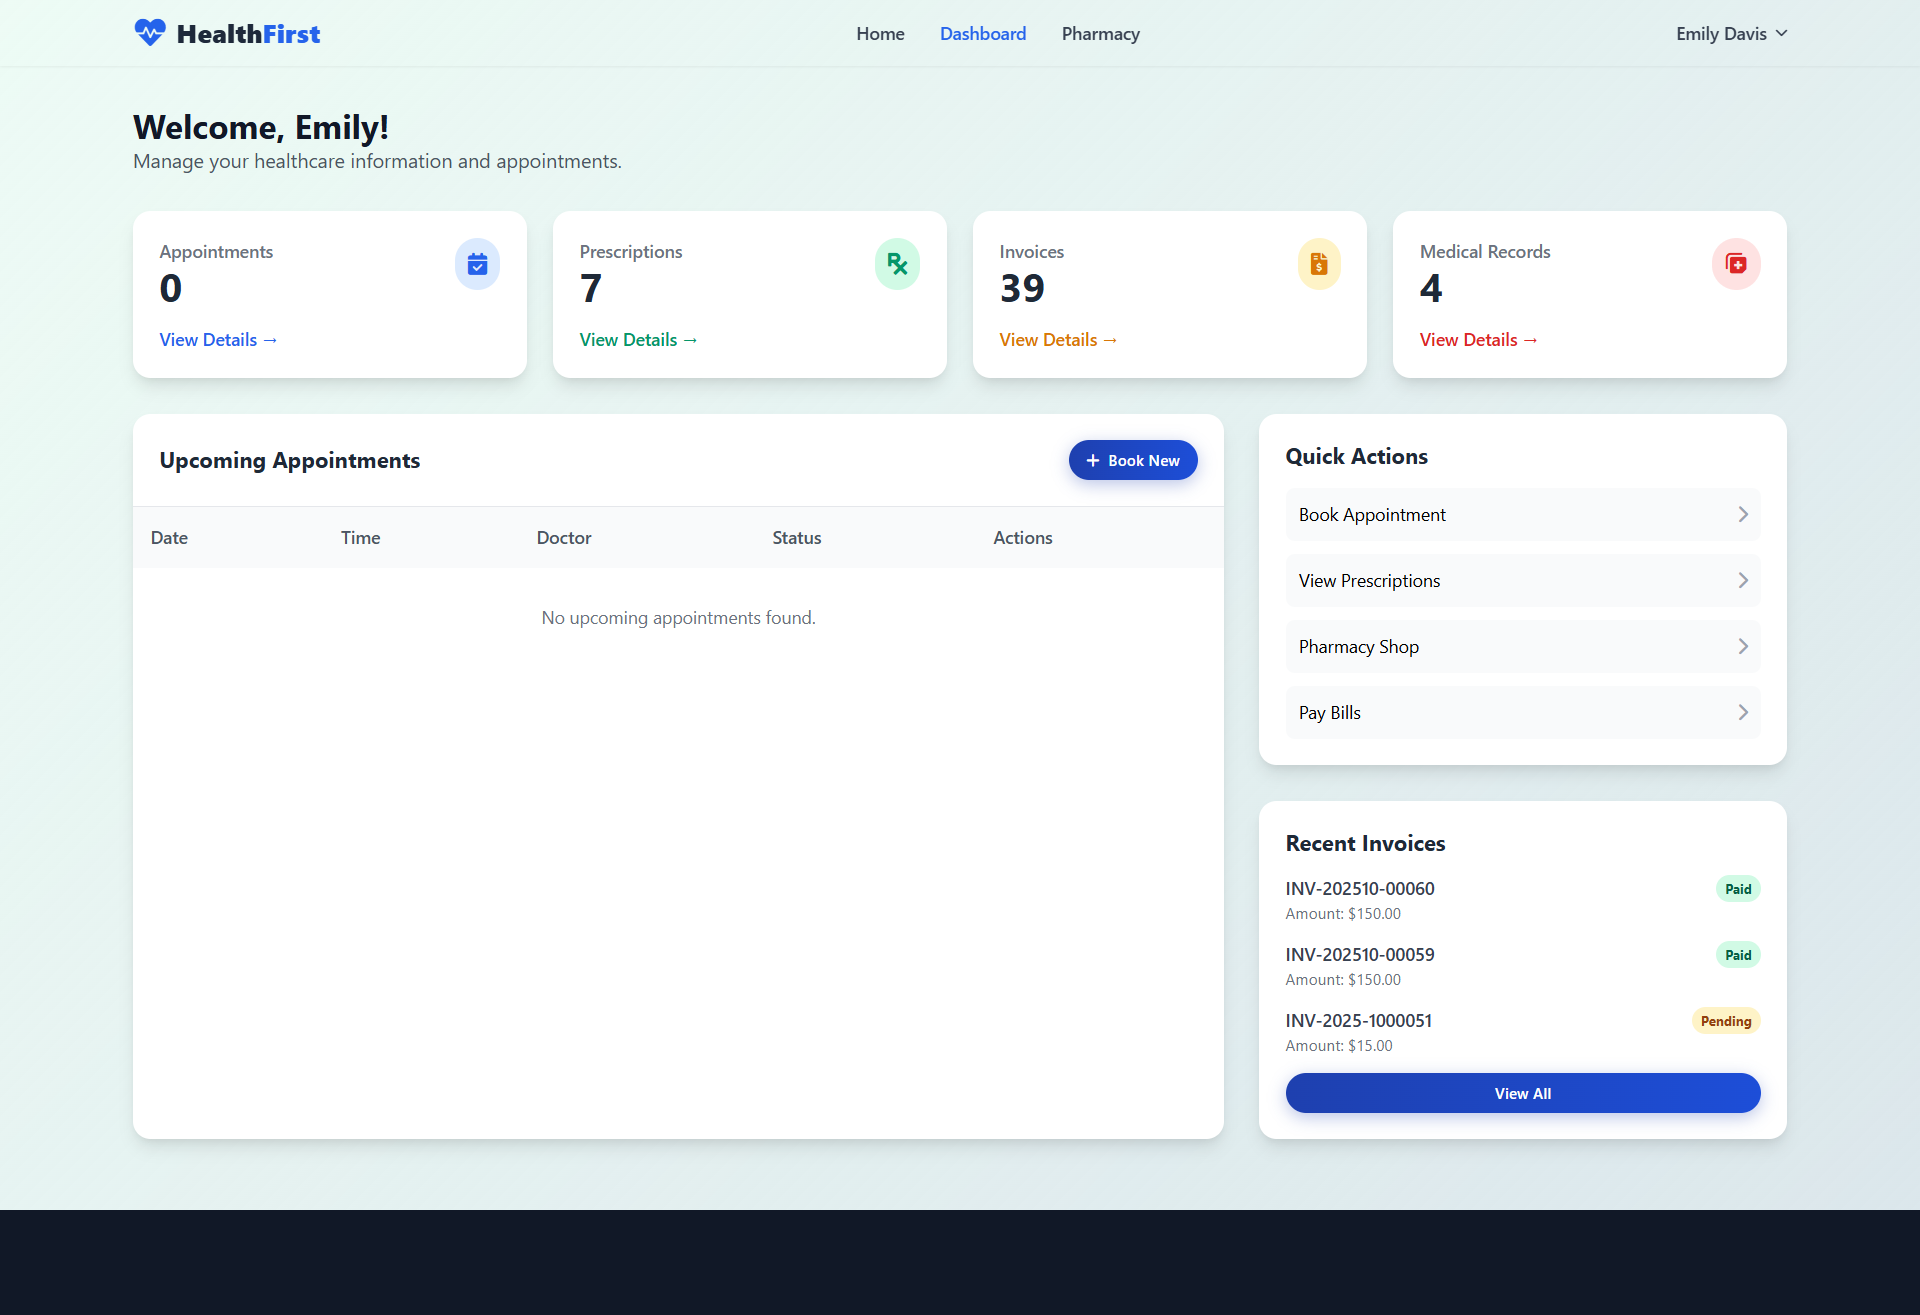 HealthFirst
Home Dashboard Pharmacy
Emily Davis
Welcome, Emily!
Manage your healthcare information and appointments.
Appointments
0
View Details →
Prescriptions
7
View Details →
Invoices
39
View Details →
Medical Records
4
View Details →
Upcoming Appointments
+ Book New
Date Time Doctor Status Actions
No upcoming appointments found.
Quick Actions
Book Appointment
View Prescriptions
Pharmacy Shop
Pay Bills
Recent Invoices
INV-202510-00060 Paid
Amount: $150.00
INV-202510-00059 Paid
Amount: $150.00
INV-2025-1000051 Pending
Amount: $15.00
View All